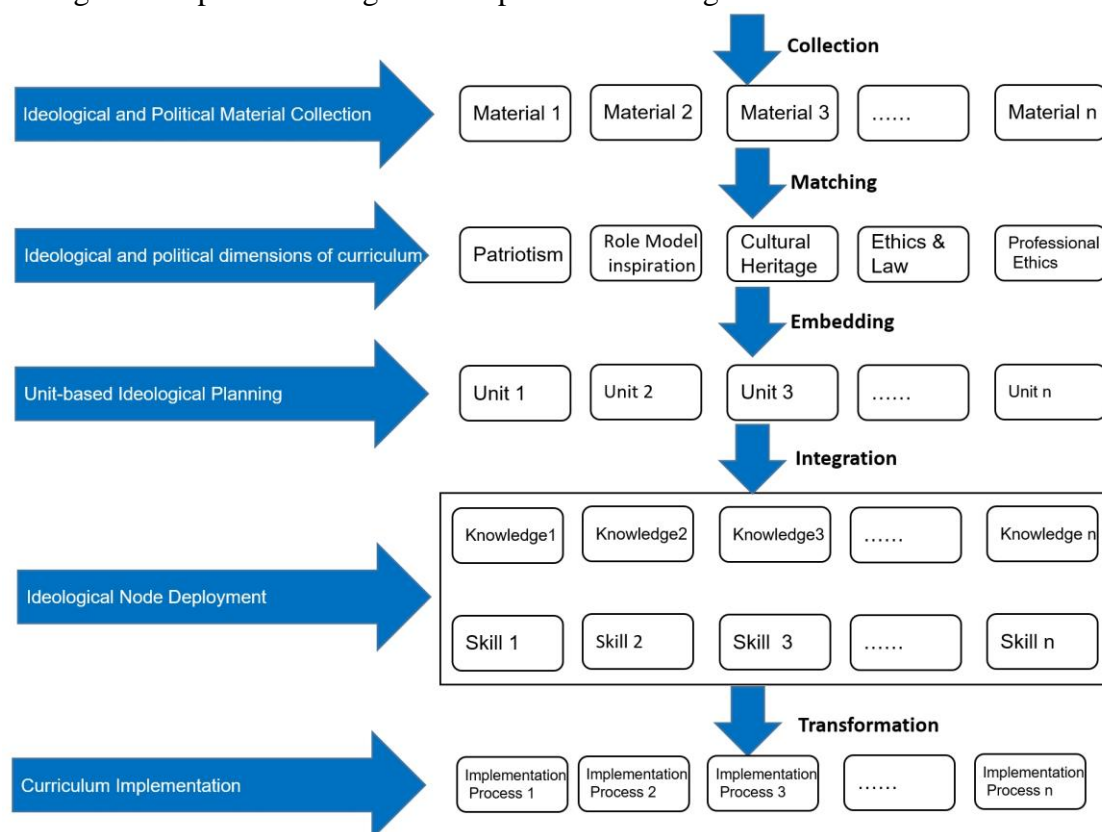 Collection
Ideological and Political Material Collection
Material 1
Material 2
Material 3
......
Material n
Matching
Ideological and political dimensions of curriculum
Patriotism
Role Model
inspiration
Cultural
Heritage
Ethics &
Law
Professional
Ethics
Embedding
Unit-based Ideological Planning
Unit 1
Unit 2
Unit 3
......
Unit n
Integration
Ideological Node Deployment
Knowledge1
Knowledge2
Knowledge3
......
Knowledge n
Skill 1
Skill 2
Skill 3
......
Skill n
Transformation
Curriculum Implementation
Implementation
Process 1
Implementation
Process 2
Implementation
Process 3
......
Implementation
Process n